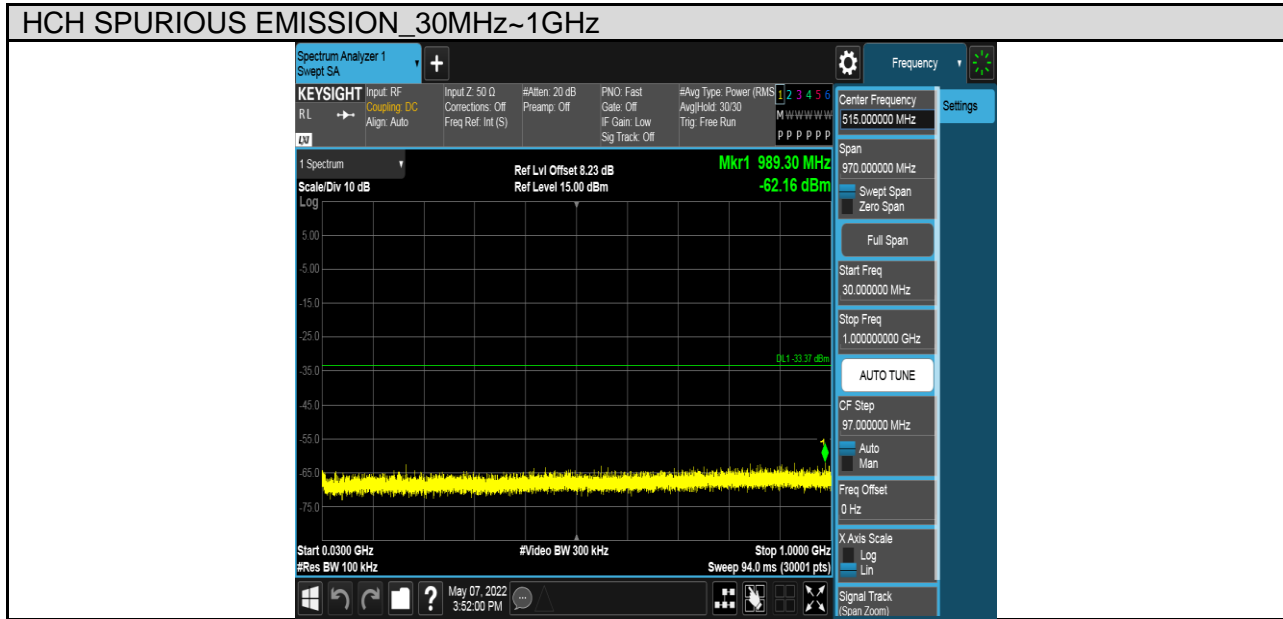 HCH SPURIOUS EMISSION_30MHz~1GHz
Spectrum Analyzer 1
Swept SA
+
Frequency
KEYSIGHT
RL
LXI
Input: RF
Coupling: DC
Align: Auto
Input Z: 50 Ω
Corrections: Off
Freq Ref: Int (S)
#Atten: 20 dB
Preamp: Off
PNO: Fast
Gate: Off
IF Gain: Low
Sig Track: Off
#Avg Type: Power (RMS
Avg|Hold: 30/30
Trig: Free Run
1 2 3 4 5 6
M W W W W W
P P P P P P
1 Spectrum
Scale/Div 10 dB
Log
Ref Lvl Offset 8.23 dB
Ref Level 15.00 dBm
Mkr1 989.30 MHz
-62.16 dBm
5.00
-5.00
-15.0
-25.0
DL1 -33.37 dBm
-35.0
-45.0
-55.0
1
-65.0
-75.0
Start 0.0300 GHz
#Res BW 100 kHz
#Video BW 300 kHz
Stop 1.0000 GHz
Sweep 94.0 ms (30001 pts)
?
May 07, 2022
3:52:00 PM
Center Frequency
515.000000 MHz
Settings
Span
970.000000 MHz
Swept Span
Zero Span
Full Span
Start Freq
30.000000 MHz
Stop Freq
1.000000000 GHz
AUTO TUNE
CF Step
97.000000 MHz
Auto
Man
Freq Offset
0 Hz
X Axis Scale
Log
Lin
Signal Track
(Span Zoom)